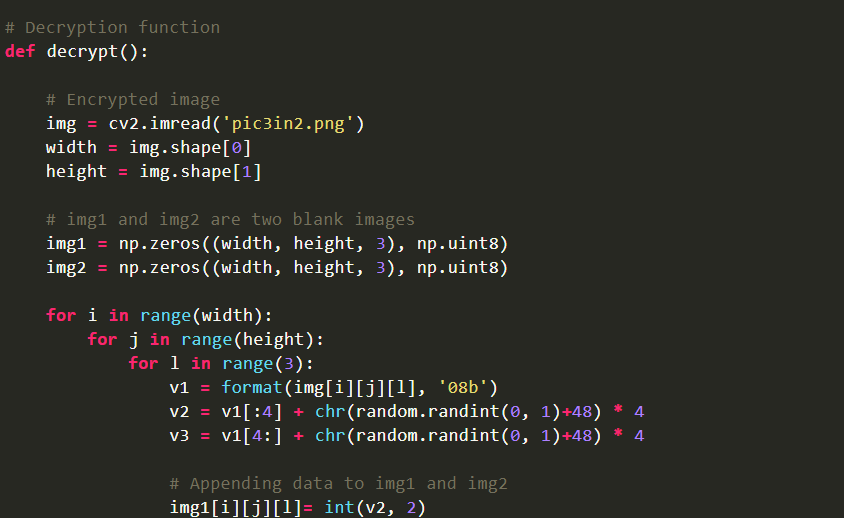 # Decryption function
def decrypt():
    # Encrypted image
    img = cv2.imread('pic3in2.png')
    width = img.shape[0]
    height = img.shape[1]
    # img1 and img2 are two blank images
    img1 = np.zeros((width, height, 3), np.uint8)
    img2 = np.zeros((width, height, 3), np.uint8)
    for i in range(width):
        for j in range(height):
            for l in range(3):
                v1 = format(img[i][j][l], '08b')
                v2 = v1[:4] + chr(random.randint(0, 1)+48) * 4
                v3 = v1[4:] + chr(random.randint(0, 1)+48) * 4
                # Appending data to img1 and img2
                img1[i][j][l]= int(v2, 2)